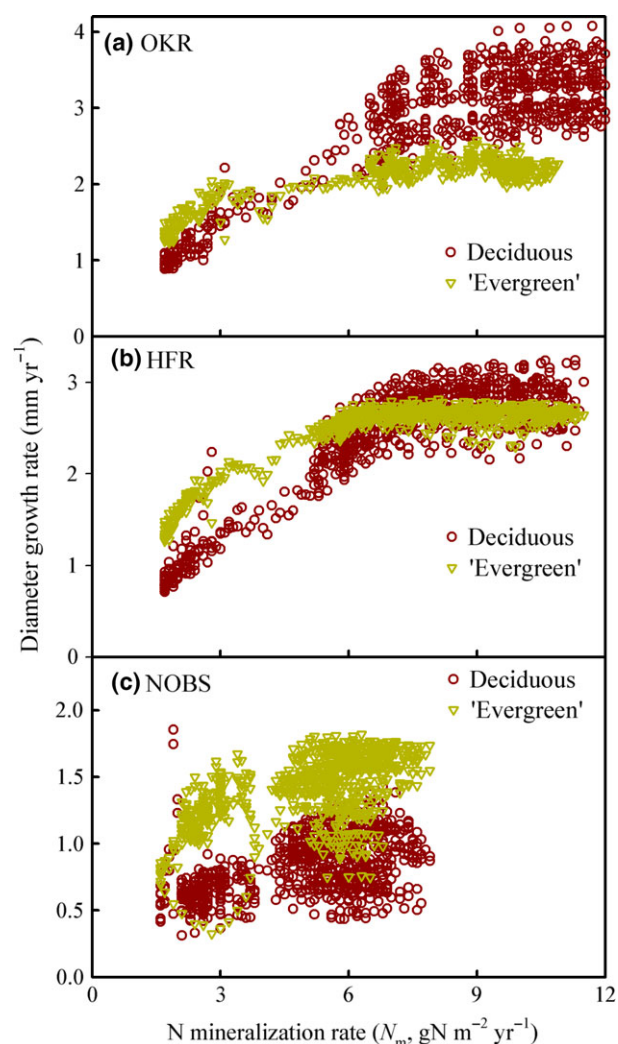 Diameter growth rate (mm yr⁻¹)
(a) OKR
4
3
2
1
0
Deciduous
'Evergreen'
(b) HFR
3
2
1
0
Deciduous
'Evergreen'
(c) NOBS
Deciduous
'Evergreen'
2.0
1.5
1.0
0.5
0.0
0 3 6 9 12
N mineralization rate (Nₘ, gN m⁻² yr⁻¹)